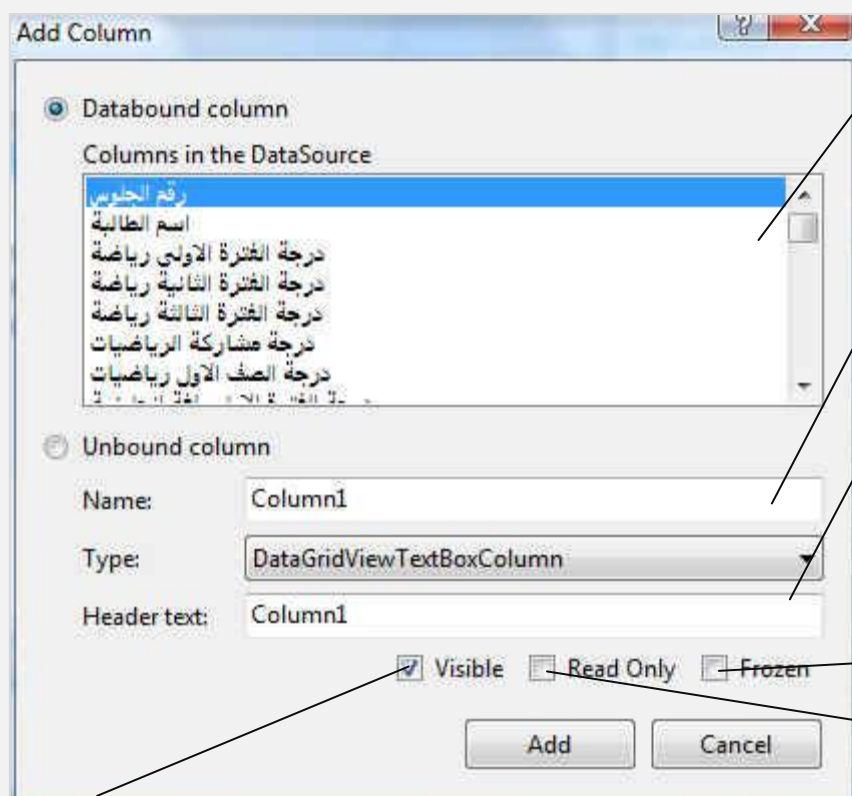 Add Column
Databound column
Columns in the DataSource
رقم الجلوس
اسم الطالبة
درجة الفترة الاولى رياضة
درجة الفترة الثانية رياضة
درجة الفترة الثالثة رياضة
درجة مشاركة الرياضيات
درجة الصف الاول رياضيات
Unbound column
Name:
Column1
Type:
DataGridViewTextBoxColumn
Header text:
Column1
Visible
Read Only
Frozen
Add
Cancel